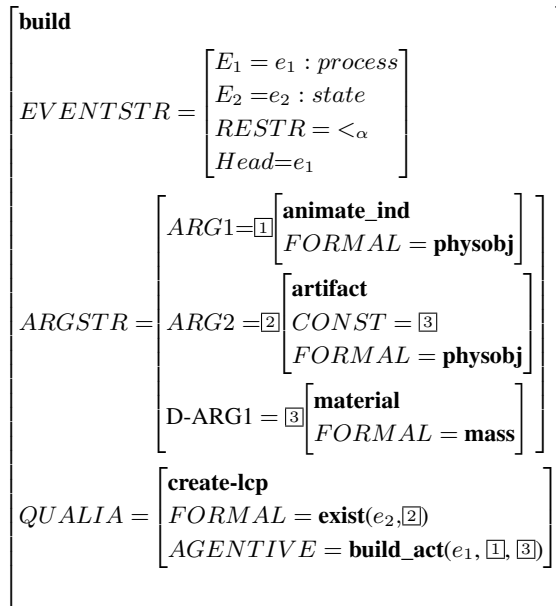 build
E₁ = e₁ : process
E₂ =e₂ : state
EVENTSTR =
RESTR = <α
Head=e₁
animate_ind
ARG1=1
FORMAL = physobj
artifact
ARGSTR = ARG2 = 2 CONST = 3
FORMAL = physobj
material
D-ARG1 = 3
FORMAL = mass
create-lcp
QUALIA = FORMAL = exist(e₂,2)
AGENTIVE = build_act(e₁, 1, 3)